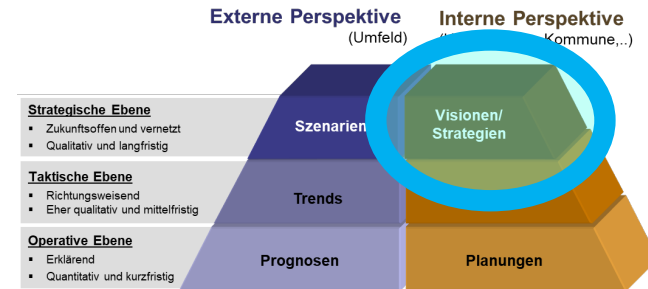 Externe Perspektive
(Umfeld)
Interne Perspektive
Kommune,..)
Strategische Ebene
▪ Zukunftsoffen und vernetzt
▪ Qualitativ und langfristig
Szenarien
Visionen/
Strategien
Taktische Ebene
▪ Richtungsweisend
▪ Eher qualitativ und mittelfristig
Trends
Operative Ebene
▪ Erklärend
▪ Quantitativ und kurzfristig
Prognosen
Planungen